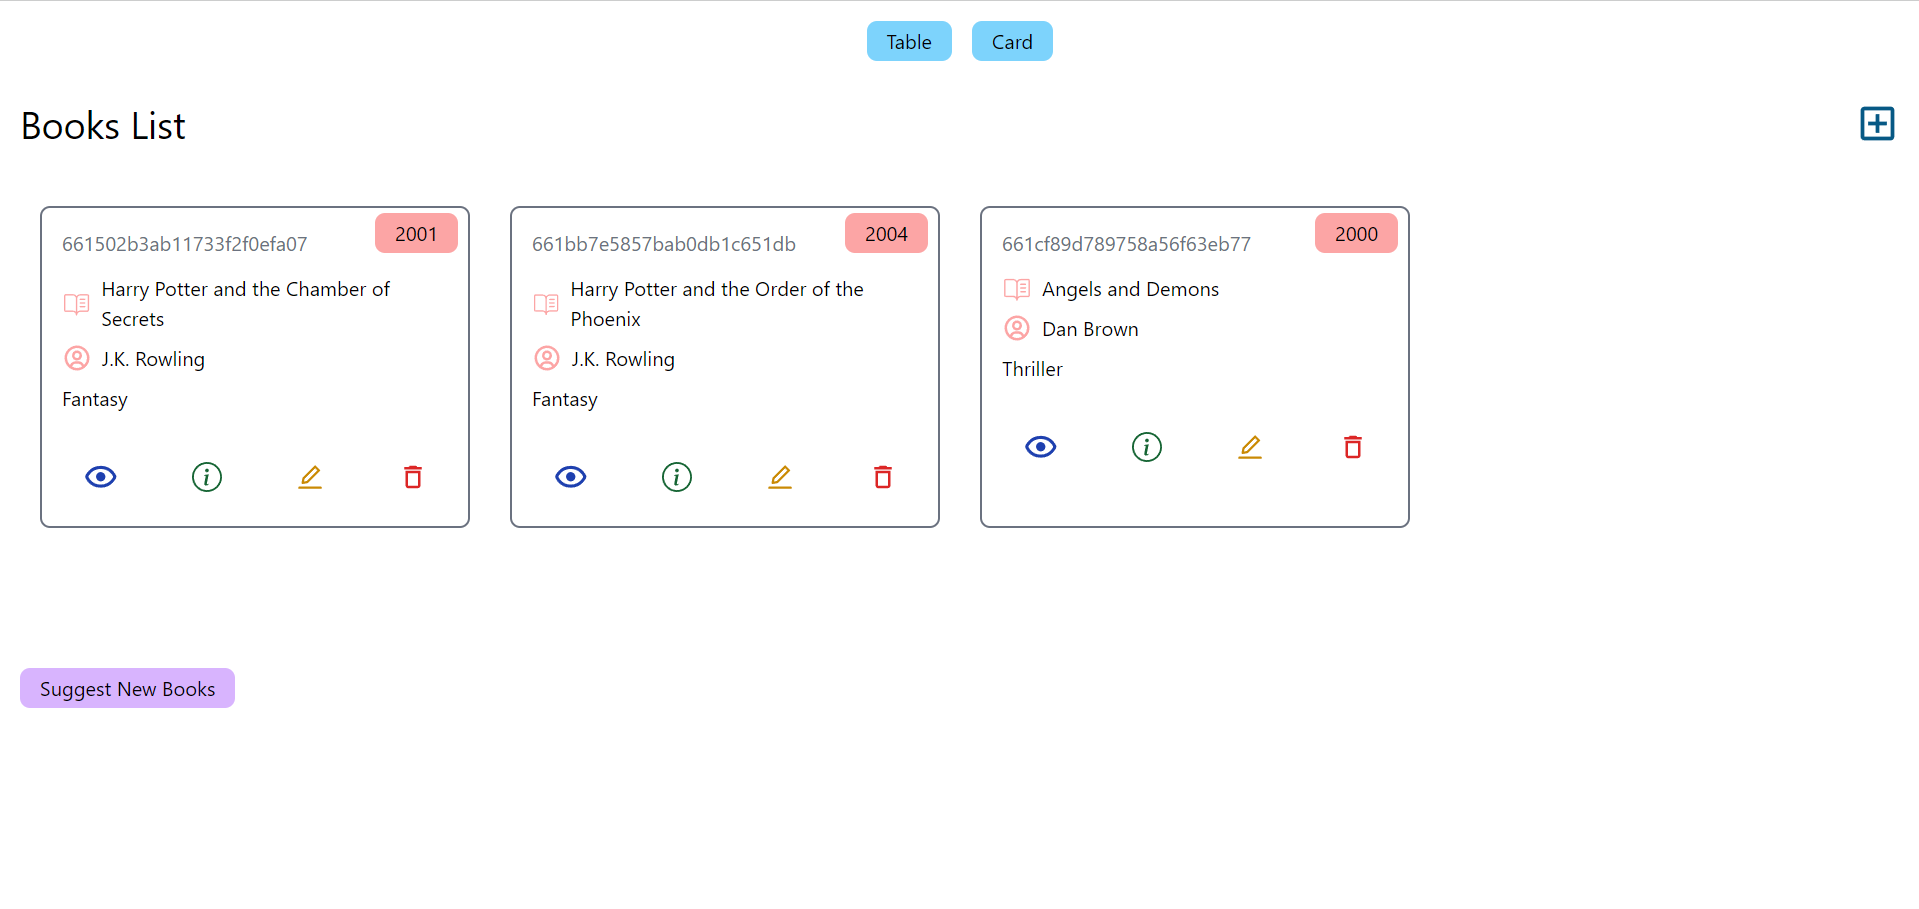 Table
Card
Books List
661502b3ab11733f2f0efa07
2001
Harry Potter and the Chamber of
Secrets
J.K. Rowling
Fantasy
661bb7e5857bab0db1c651db
2004
Harry Potter and the Order of the
Phoenix
J.K. Rowling
Fantasy
661cf89d789758a56f63eb77
2000
Angels and Demons
Dan Brown
Thriller
Suggest New Books